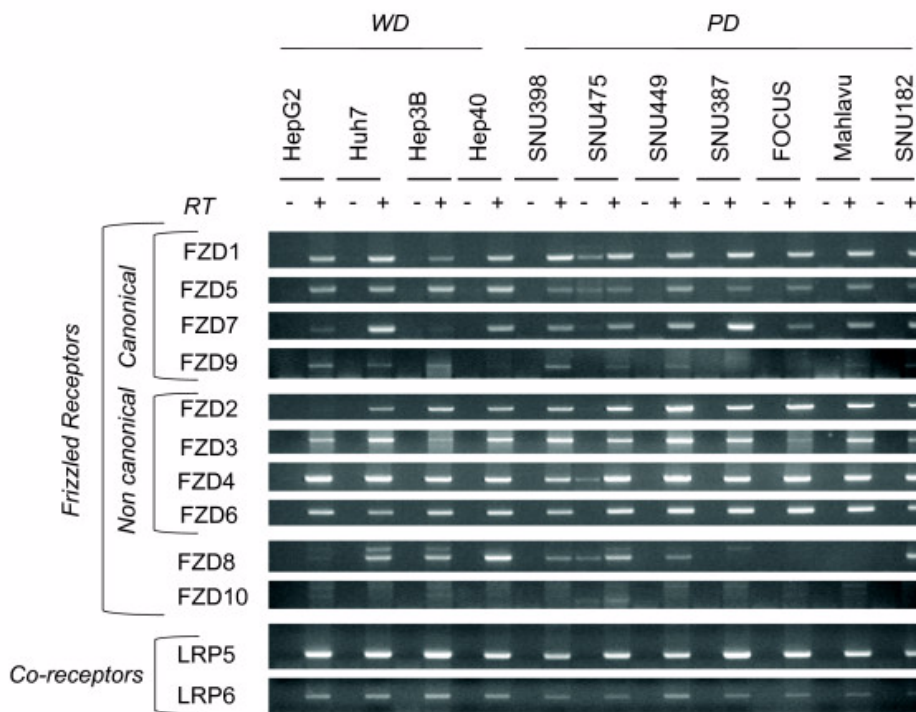 WD PD
HepG2 Huh7 Hep3B Hep40 SNU398 SNU475 SNU449 SNU387 FOCUS Mahlavu SNU182
RT - + - + - + - + - + - + - + - + - + - + - +
Frizzled Receptors
Canonical
FZD1
FZD5
FZD7
FZD9
Non canonical
FZD2
FZD3
FZD4
FZD6
FZD8
FZD10
Co-receptors
LRP5
LRP6